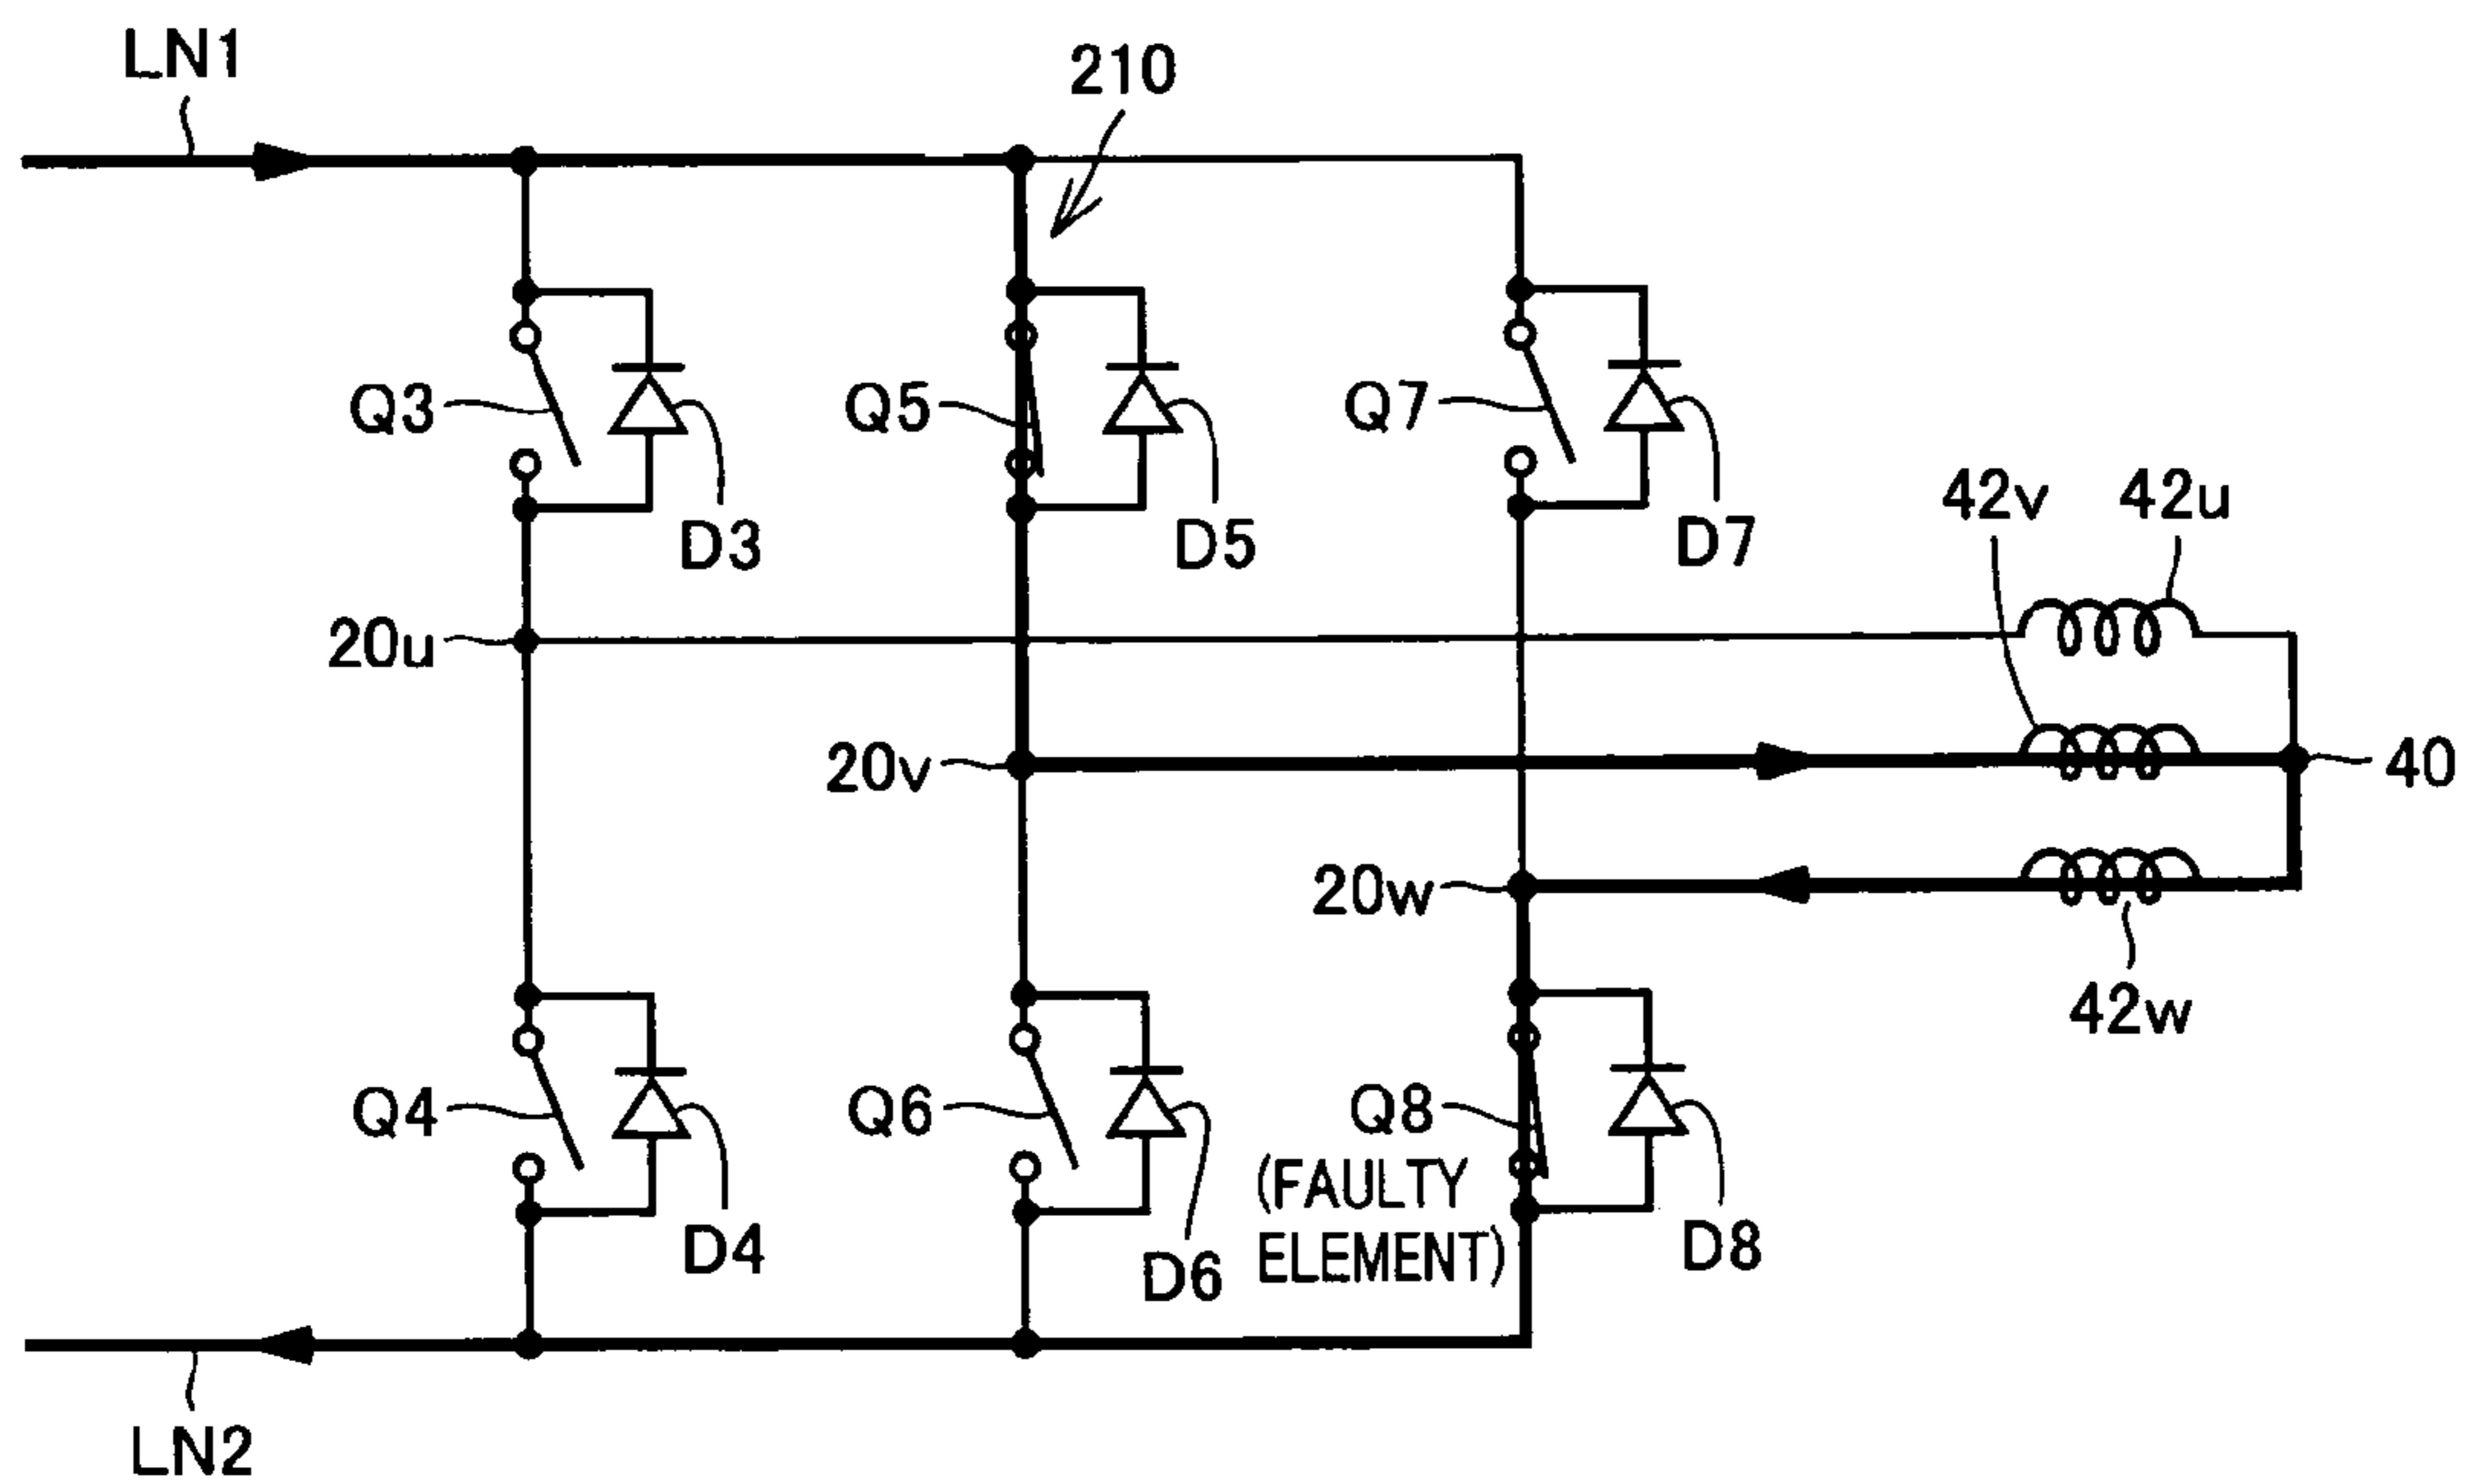 LN1
210
Q3
Q5
Q7
D3
D5
D7
42v
42u
20u
20v
40
20w
42w
Q4
Q6
Q8
(FAULTY
ELEMENT)
D4
D6
D8
LN2